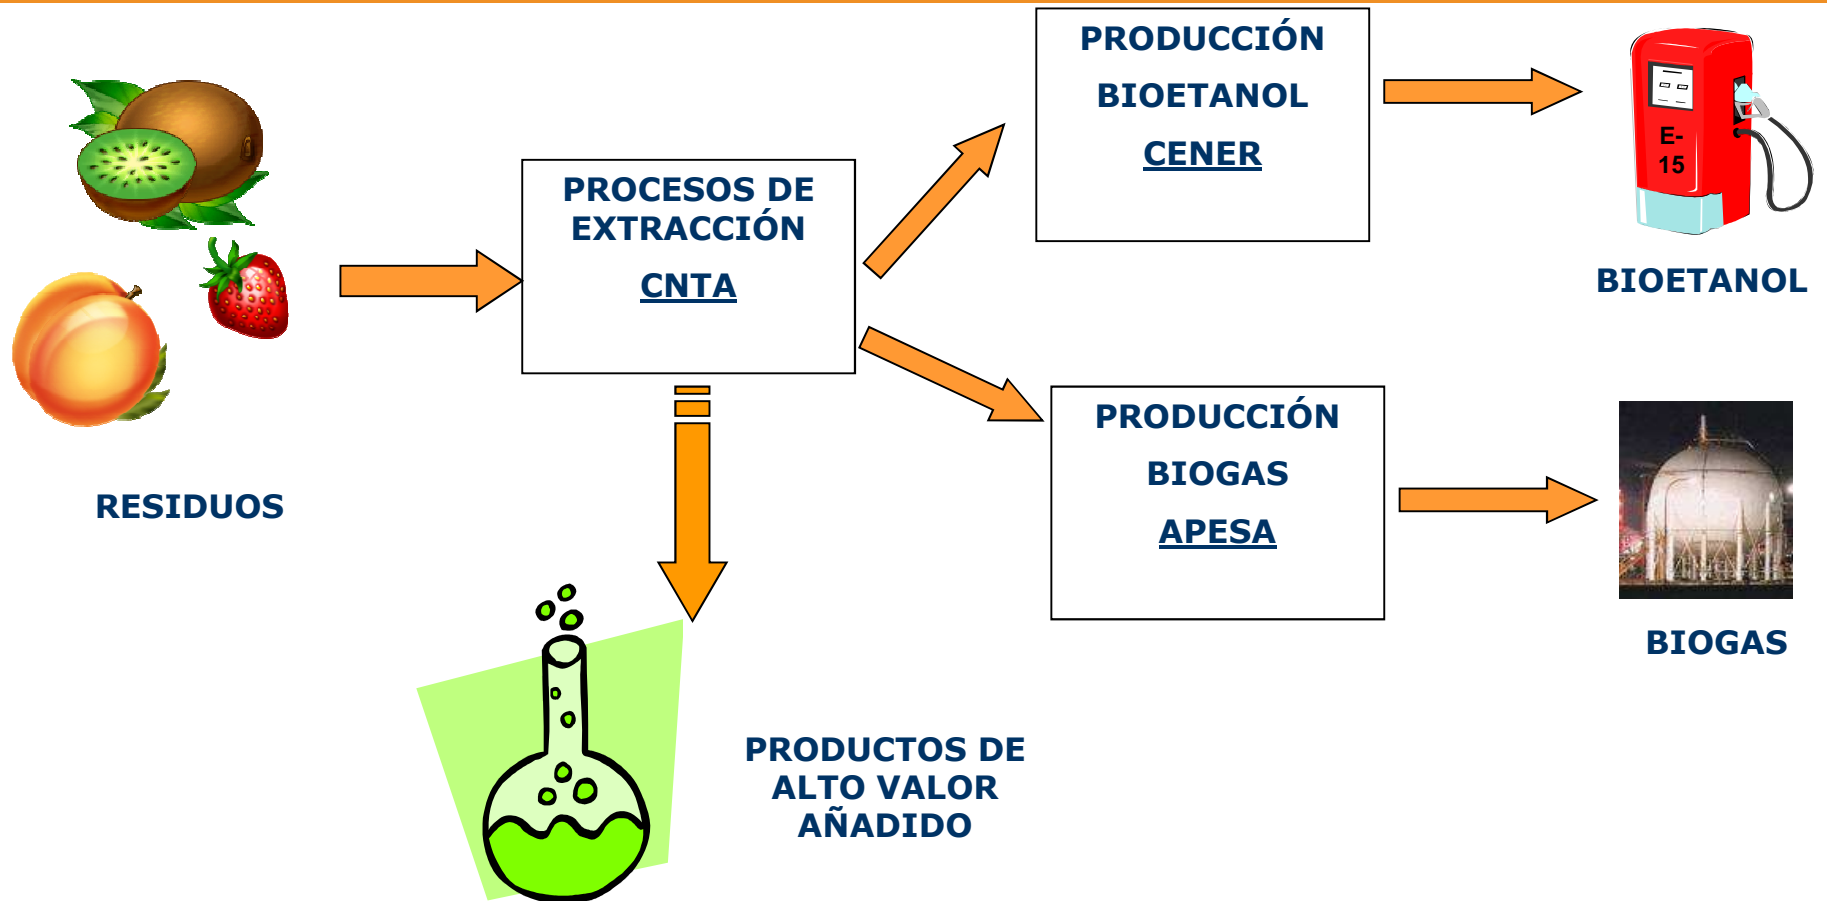 PRODUCCIÓN
BIOETANOL
CENER
E-
15
BIOETANOL
PROCESOS DE
EXTRACCIÓN
CNTA
RESIDUOS
PRODUCCIÓN
BIOGAS
APESA
BIOGAS
PRODUCTOS DE
ALTO VALOR
AÑADIDO